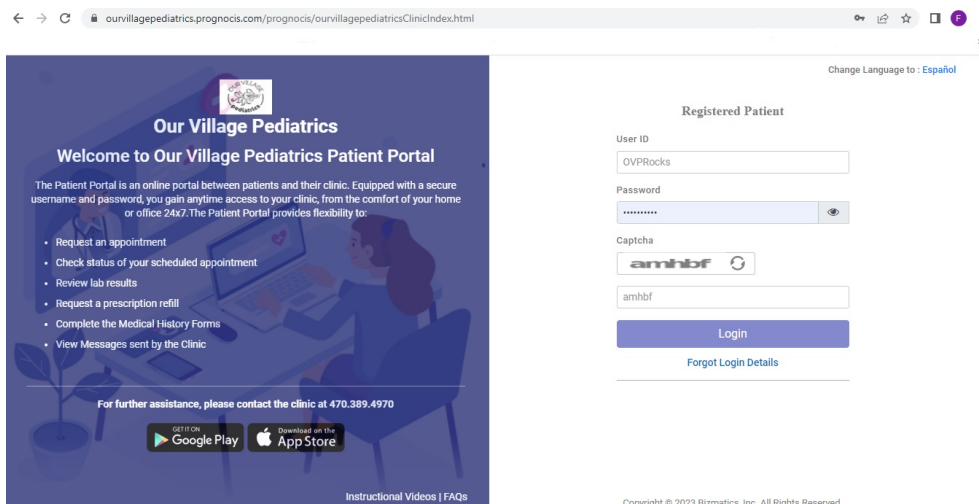 ourvillagepediatrics.prognocis.com/prognocis/ourvillagepediatricsClinicIndex.html
F
OUR VILLAGE
Pediatrics
Our Village Pediatrics
Welcome to Our Village Pediatrics Patient Portal
The Patient Portal is an online portal between patients and their clinic. Equipped with a secure
username and password, you gain anytime access to your clinic, from the comfort of your home
or office 24x7.The Patient Portal provides flexibility to:
• Request an appointment
• Check status of your scheduled appointment
• Review lab results
• Request a prescription refill
• Complete the Medical History Forms
• View Messages sent by the Clinic
For further assistance, please contact the clinic at 470.389.4970
GET IT ON
Google Play
Download on the
App Store
Instructional Videos | FAQs
Change Language to : Español
Registered Patient
User ID
OVPRocks
Password
••••••••••
Captcha
amhbf
amhbf
Login
Forgot Login Details
Copyright © 2023 Bizmatics, Inc. All Rights Reserved